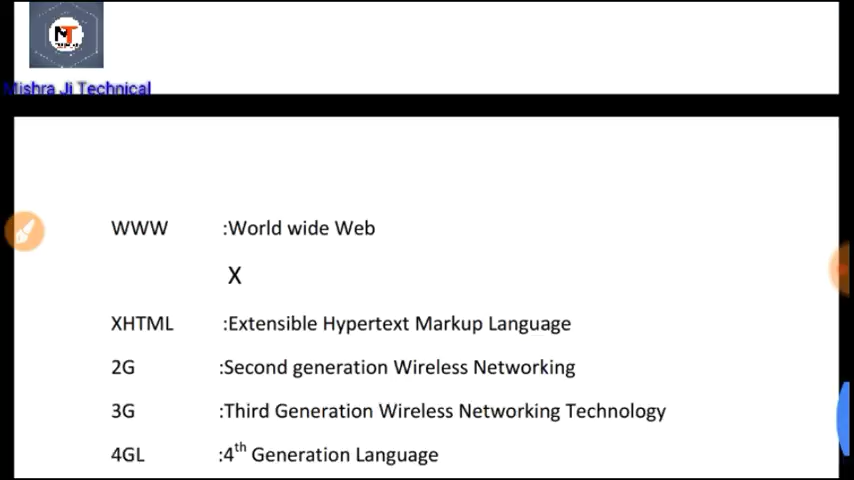 MT
Mishra Ji Technical
WWW :World wide Web
X
XHTML :Extensible Hypertext Markup Language
2G :Second generation Wireless Networking
3G :Third Generation Wireless Networking Technology
4GL :4th Generation Language